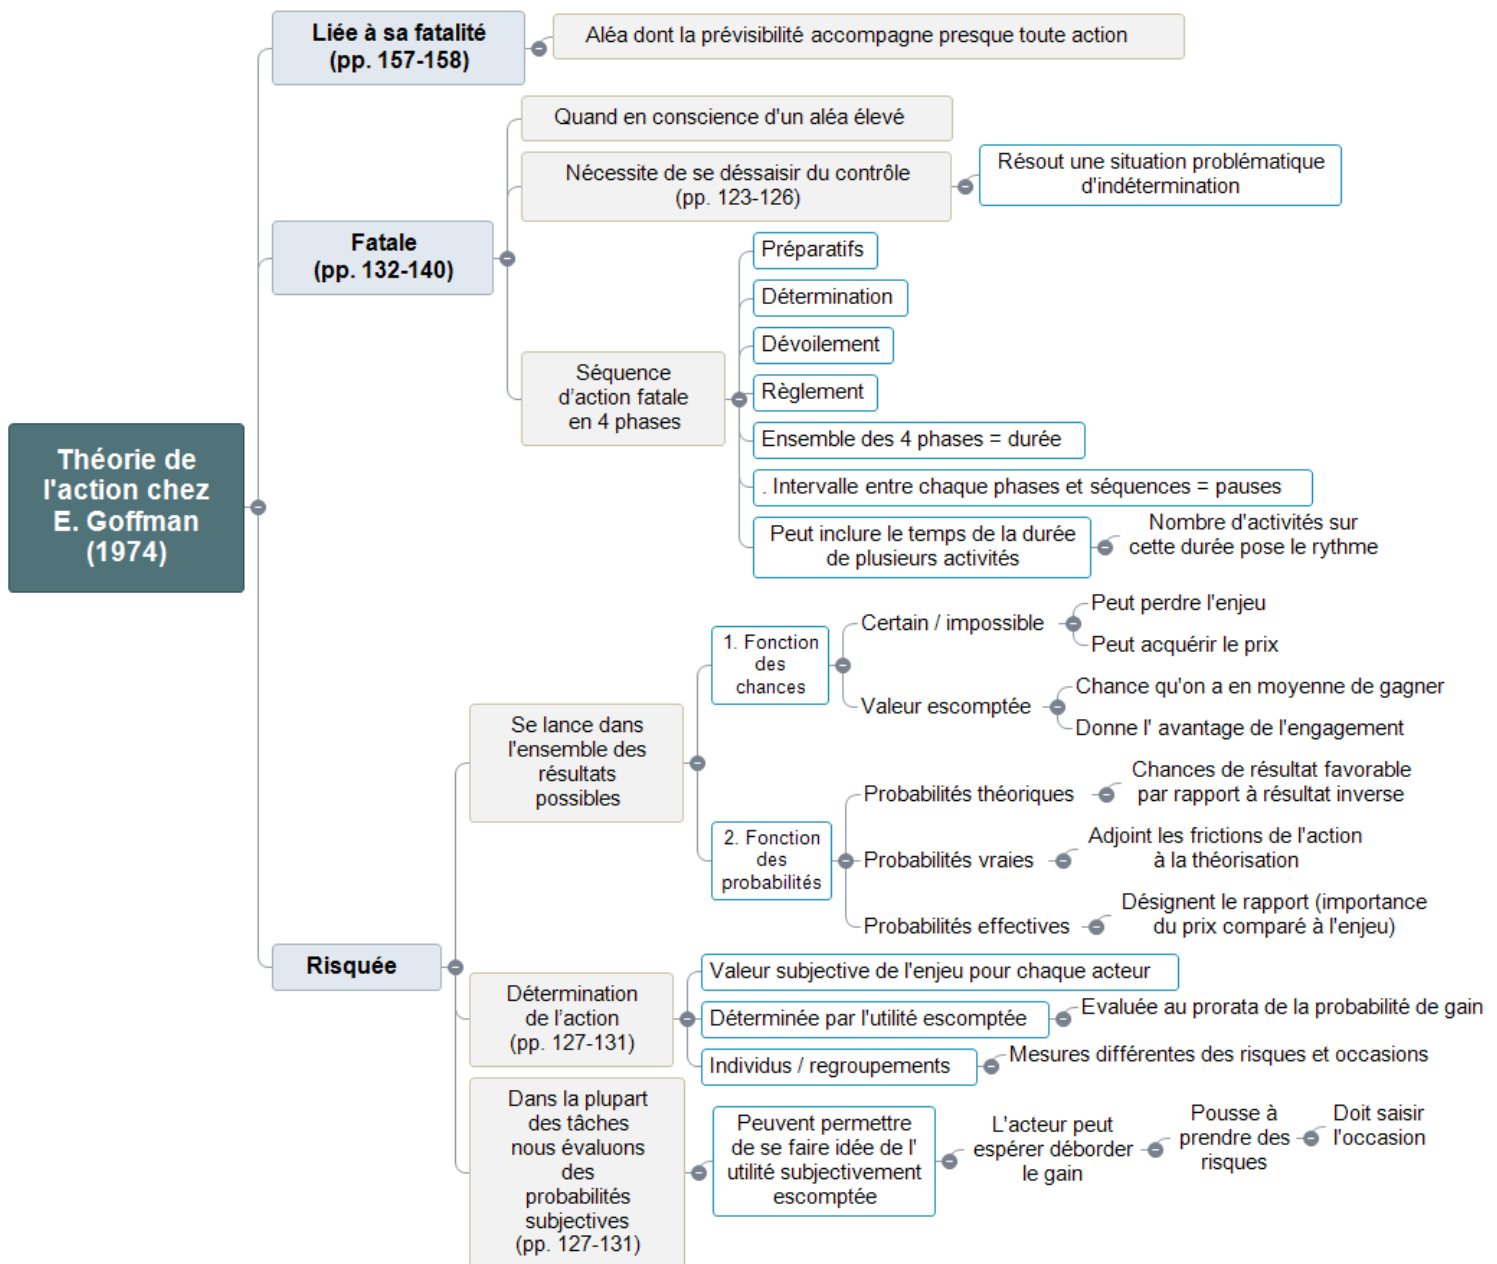 Théorie de
l'action chez
E. Goffman
(1974)
Liée à sa fatalité
(pp. 157-158)
Aléa dont la prévisibilité accompagne presque toute action
Fatale
(pp. 132-140)
Quand en conscience d'un aléa élevé
Nécessite de se déssaisir du contrôle
(pp. 123-126)
Résout une situation problématique
d'indétermination
Séquence
d'action fatale
en 4 phases
Préparatifs
Détermination
Dévoilement
Règlement
Ensemble des 4 phases = durée
. Intervalle entre chaque phases et séquences = pauses
Peut inclure le temps de la durée
de plusieurs activités
Nombre d'activités sur
cette durée pose le rythme
Risquée
Se lance dans
l'ensemble des
résultats
possibles
1. Fonction
des
chances
Certain / impossible
Peut perdre l'enjeu
Peut acquérir le prix
Valeur escomptée
Chance qu'on a en moyenne de gagner
Donne l' avantage de l'engagement
2. Fonction
des
probabilités
Probabilités théoriques
Chances de résultat favorable
par rapport à résultat inverse
Probabilités vraies
Adjoint les frictions de l'action
à la théorisation
Probabilités effectives
Désignent le rapport (importance
du prix comparé à l'enjeu)
Détermination
de l'action
(pp. 127-131)
Valeur subjective de l'enjeu pour chaque acteur
Déterminée par l'utilité escomptée
Evaluée au prorata de la probabilité de gain
Individus / regroupements
Mesures différentes des risques et occasions
Dans la plupart
des tâches
nous évaluons
des
probabilités
subjectives
(pp. 127-131)
Peuvent permettre
de se faire idée de l'
utilité subjectivement
escomptée
L'acteur peut
espérer déborder
le gain
Pousse à
prendre des
risques
Doit saisir
l'occasion